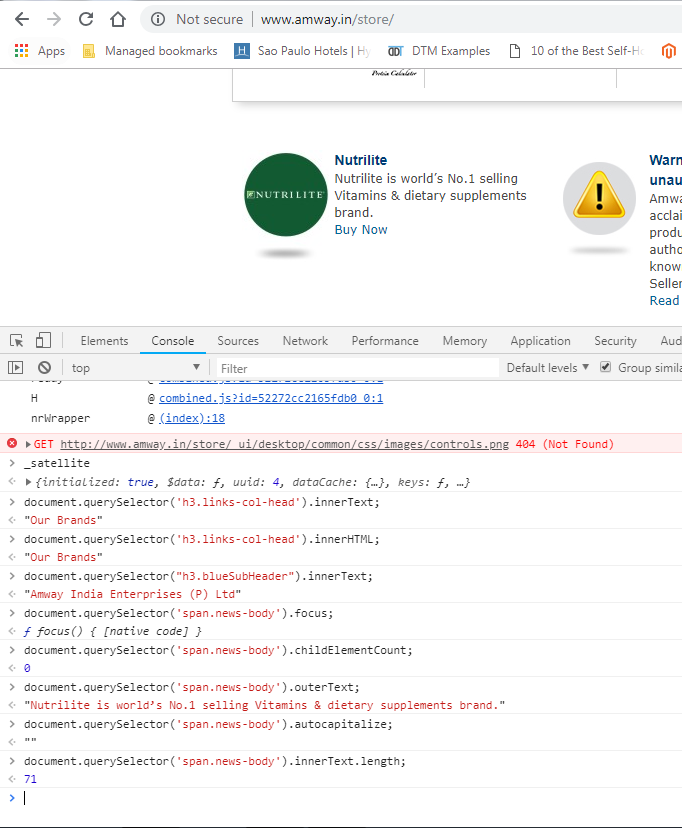 Not secure | www.amway.in/store/
Apps Managed bookmarks Sao Paulo Hotels | Hy DTM Examples 10 of the Best Self-H
Protein Calculator
NUTRILITE
Nutrilite
Nutrilite is world's No.1 selling
Vitamins & dietary supplements
brand.
Buy Now
Warn
unau
Amwa
acclai
produ
autho
know
Seller
Read
Elements Console Sources Network Performance Memory Application Security Aud
top Filter Default levels Group simila
H @ combined.js?id=52272cc2165fdb0 0:1
nrWrapper @ (index):18
GET http://www.amway.in/store/_ui/desktop/common/css/images/controls.png 404 (Not Found)
> _satellite
{initialized: true, $data: ƒ, uuid: 4, dataCache: {…}, keys: ƒ, …}
> document.querySelector('h3.links-col-head').innerText;
"Our Brands"
> document.querySelector('h3.links-col-head').innerHTML;
"Our Brands"
> document.querySelector("h3.blueSubHeader").innerText;
"Amway India Enterprises (P) Ltd"
> document.querySelector('span.news-body').focus;
ƒ focus() { [native code] }
> document.querySelector('span.news-body').childElementCount;
0
> document.querySelector('span.news-body').outerText;
"Nutrilite is world's No.1 selling Vitamins & dietary supplements brand."
> document.querySelector('span.news-body').autocapitalize;
""
> document.querySelector('span.news-body').innerText.length;
71
>